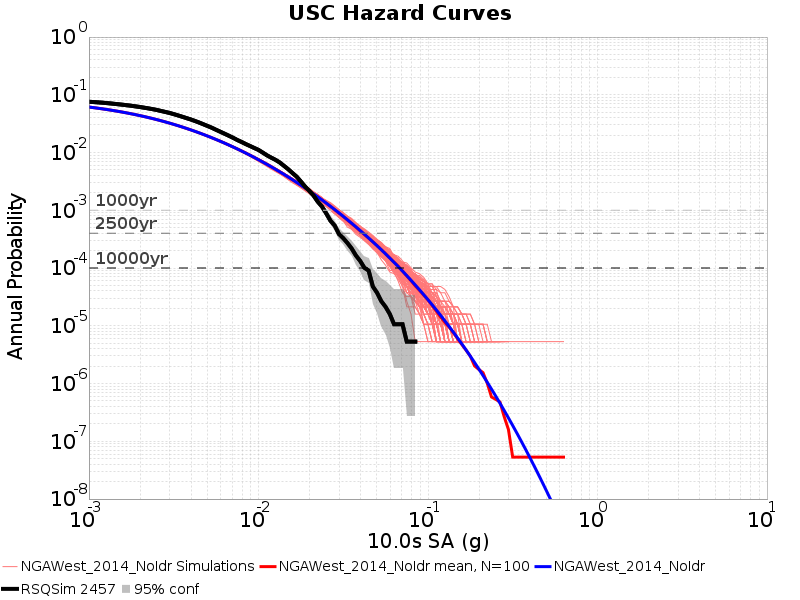 USC Hazard Curves
Annual Probability
10^0
10^-1
10^-2
10^-3
10^-4
10^-5
10^-6
10^-7
10^-8
1000yr
2500yr
10000yr
10^-3 10^-2 10^-1 10^0 10^1
10.0s SA (g)
NGAWest_2014_NoIdr Simulations NGAWest_2014_NoIdr mean, N=100 NGAWest_2014_NoIdr
RSQSim 2457 95% conf